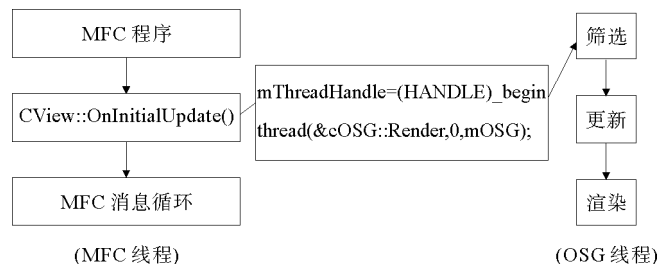 MFC 程序
CView::OnInitialUpdate()
MFC 消息循环
(MFC 线程)
mThreadHandle=(HANDLE)_begin
thread(&cOSG::Render,0,mOSG);
筛选
更新
渲染
(OSG 线程)